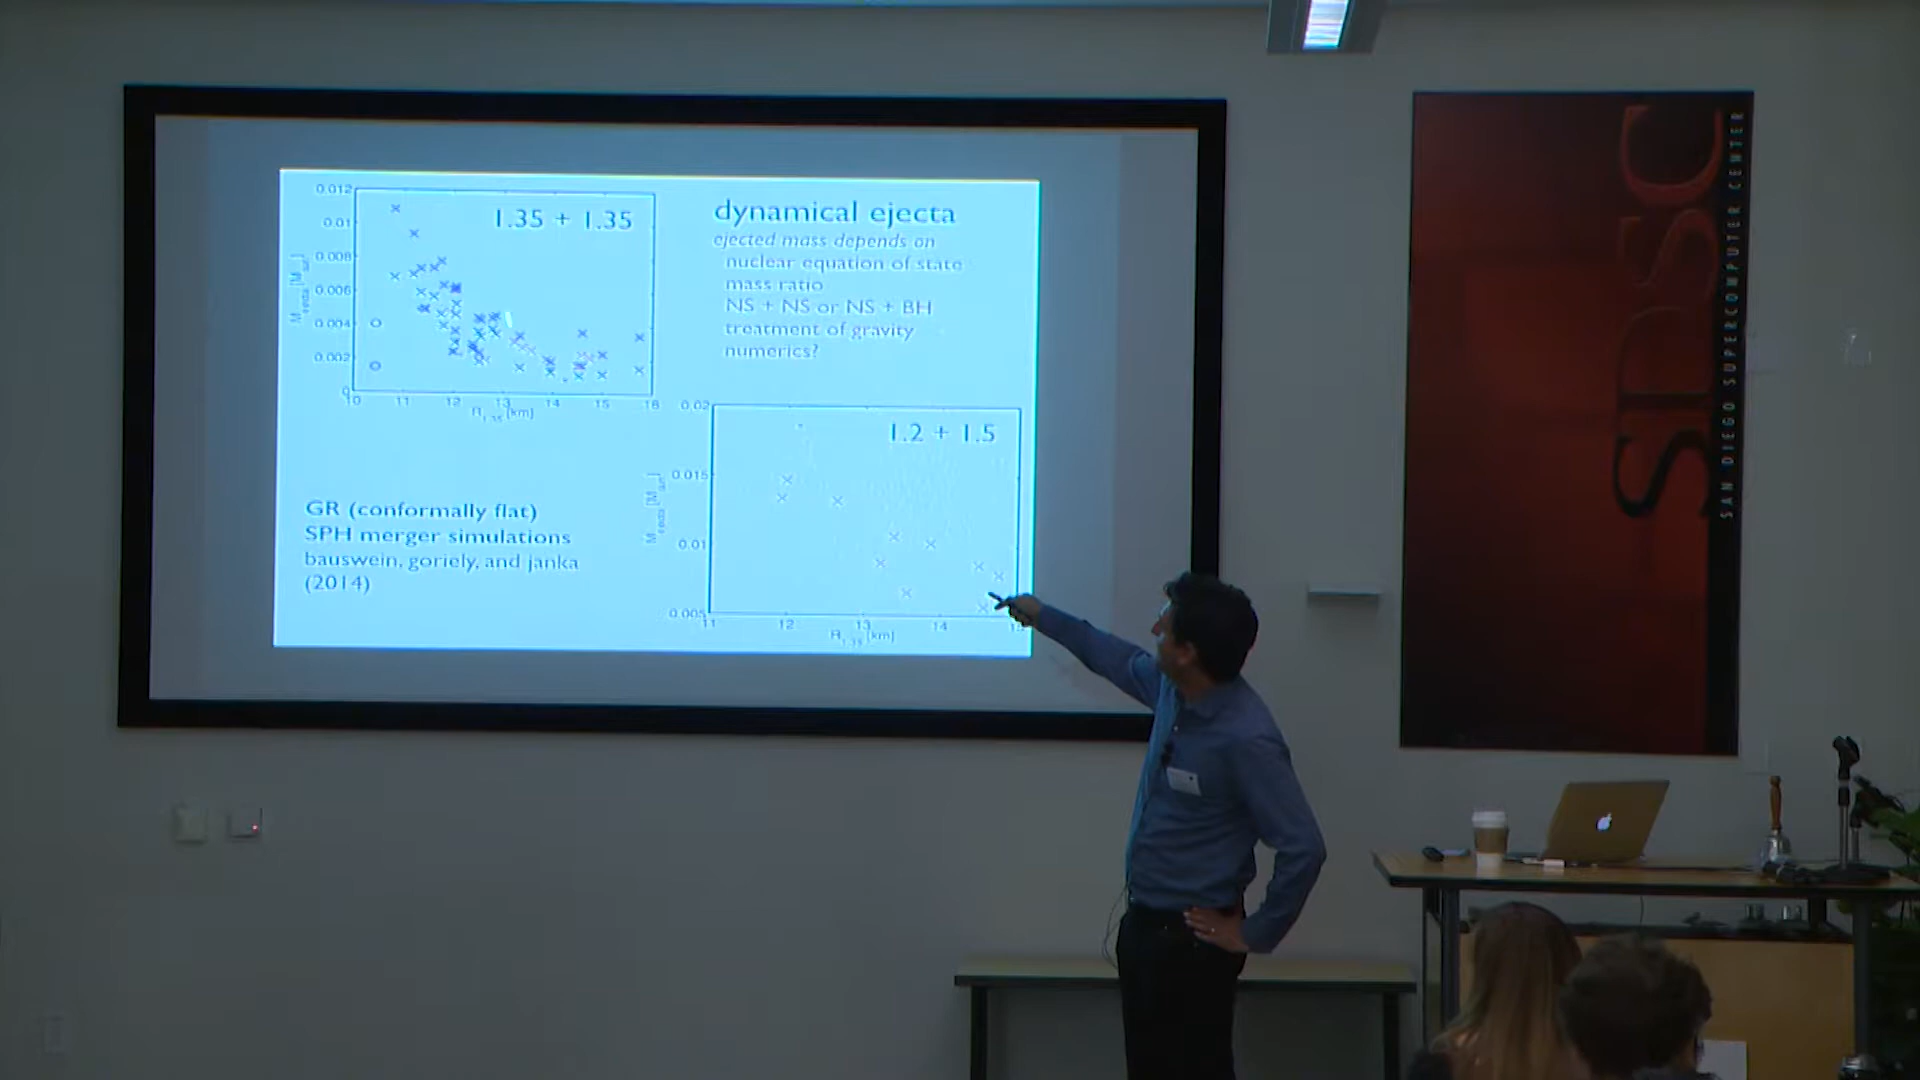 1.35 + 1.35
0.012
0.01
0.008
0.006
0.004
0.002
0
10 11 12 13 14 15 16
[km]
dynamical ejecta
ejected mass depends on
nuclear equation of state
mass ratio
NS + NS or NS + BH
treatment of gravity
numerics?
GR (conformally flat)
SPH merger simulations
bauswein, goriely, and janka
(2014)
1.2 + 1.5
0.02
0.015
0.01
0.005
11 12 13 14
[km]
SDSC
SAN DIEGO SUPERCOMPUTER CENTER